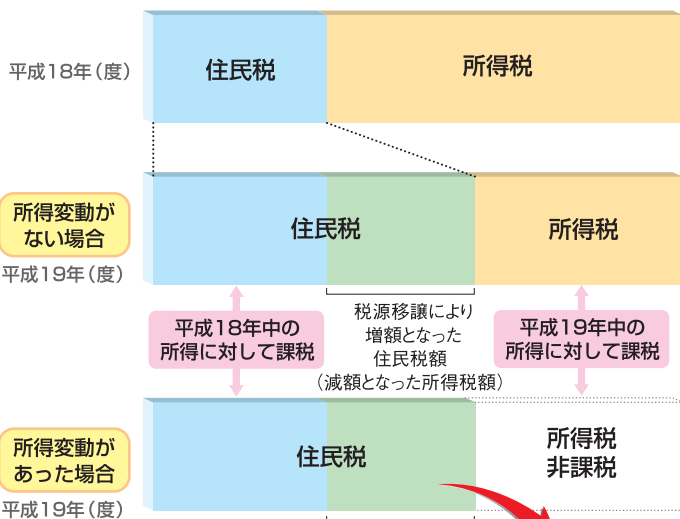 平成18年（度）
住民税
所得税
所得変動が
ない場合
平成19年（度）
住民税
所得税
平成18年中の
所得に対して課税
税源移譲により
増額となった
住民税額
（減額となった所得税額）
平成19年中の
所得に対して課税
所得変動が
あった場合
平成19年（度）
住民税
所得税
非課税